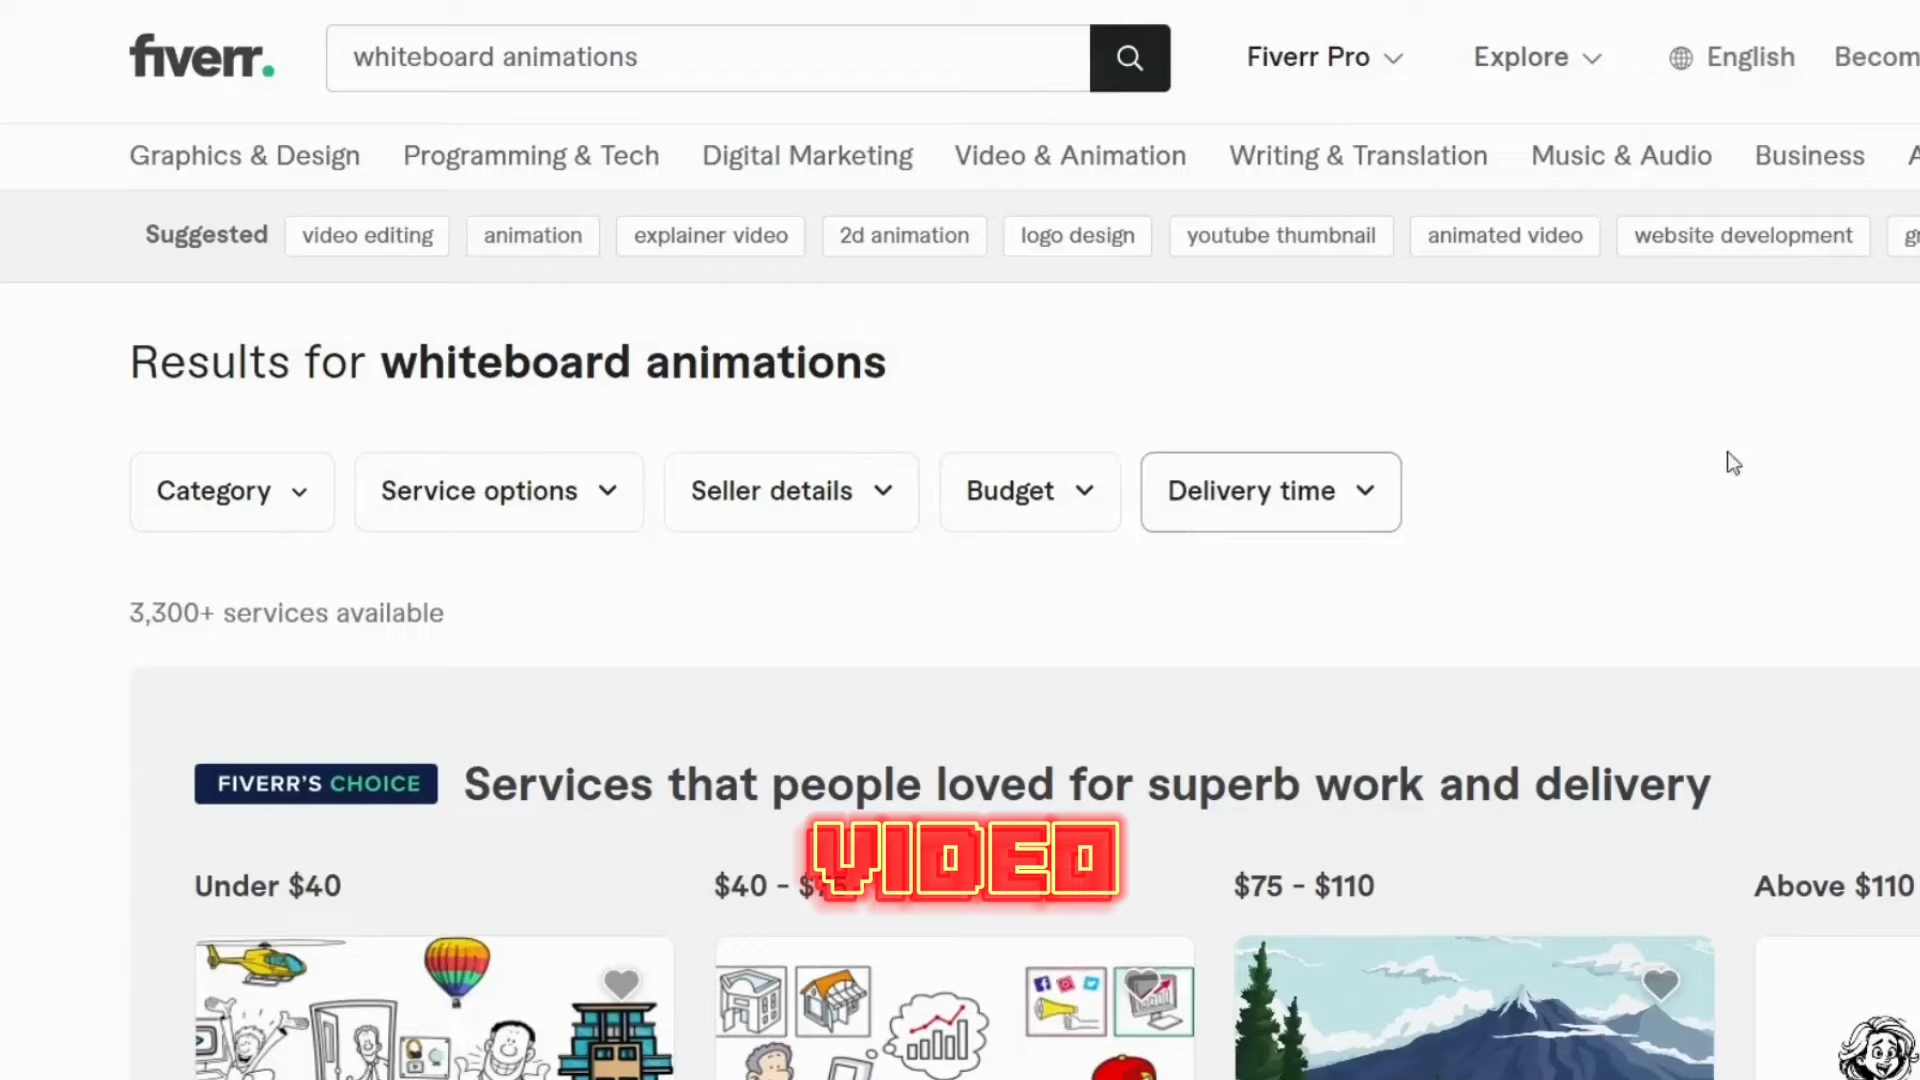 fiverr.
whiteboard animations
Fiverr Pro
Explore
English
Becom
Graphics & Design
Programming & Tech
Digital Marketing
Video & Animation
Writing & Translation
Music & Audio
Business
A
Suggested
video editing
animation
explainer video
2d animation
logo design
youtube thumbnail
animated video
website development
gr
Results for whiteboard animations
Category
Service options
Seller details
Budget
Delivery time
3,300+ services available
FIVERR'S CHOICE
Services that people loved for superb work and delivery
VIDEO
Under $40
$40 - $75
$75 - $110
Above $110